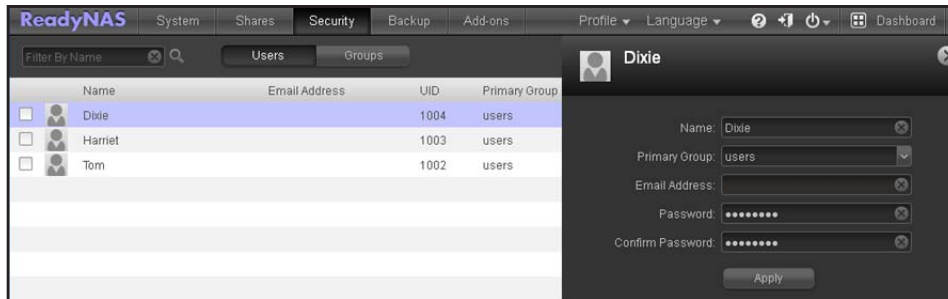 ReadyNAS System Shares Security Backup Add-ons Profile Language Dashboard
Filter By Name Users Groups
Name Email Address UID Primary Group
Dixie 1004 users
Harriet 1003 users
Tom 1002 users
Dixie
Name: Dixie
Primary Group: users
Email Address:
Password: ••••••••
Confirm Password: ••••••••
Apply